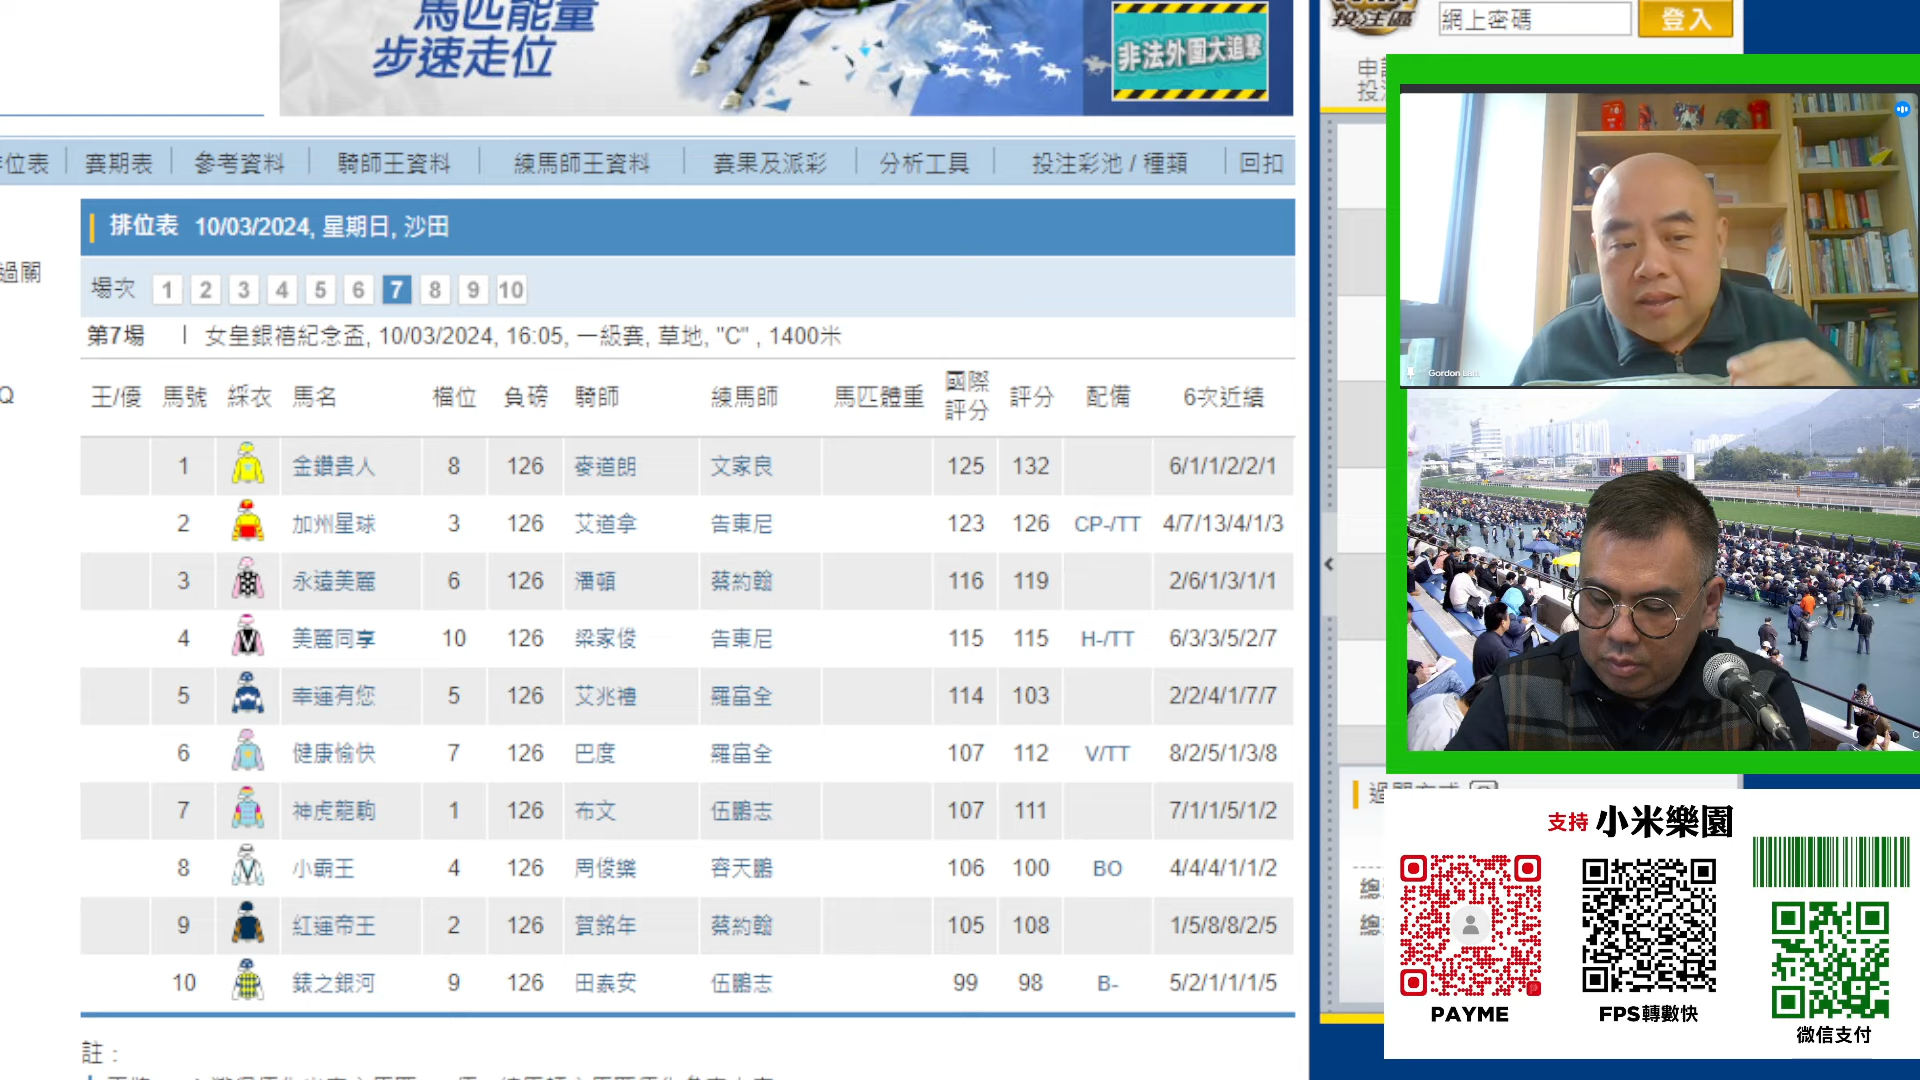 馬匹能量
步速走位
非法外圍大追擊
投注區
網上密碼
登入
位表 賽期表 參考資料 騎師王資料 練馬師王資料 賽果及派彩 分析工具 投注彩池 / 種類 回扣
排位表 10/03/2024, 星期日, 沙田
過關
場次 1 2 3 4 5 6 7 8 9 10
第7場 | 女皇銀禧紀念盃, 10/03/2024, 16:05, 一級賽, 草地, "C" , 1400米
Q
王/優 馬號 綵衣 馬名 檔位 負磅 騎師 練馬師 馬匹體重 國際評分 評分 配備 6次近績
1 金鑽貴人 8 126 麥道朗 文家良 125 132 6/1/1/2/2/1
2 加州星球 3 126 艾道拿 告東尼 123 126 CP-/TT 4/7/13/4/1/3
3 永遠美麗 6 126 潘頓 蔡約翰 116 119 2/6/1/3/1/1
4 美麗同享 10 126 梁家俊 告東尼 115 115 H-/TT 6/3/3/5/2/7
5 幸運有您 5 126 艾兆禮 羅富全 114 103 2/2/4/1/7/7
6 健康愉快 7 126 巴度 羅富全 107 112 V/TT 8/2/5/1/3/8
7 神虎龍駒 1 126 布文 伍鵬志 107 111 7/1/1/5/1/2
8 小霸王 4 126 周俊樂 容天鵬 106 100 BO 4/4/4/1/1/2
9 紅運帝王 2 126 賀銘年 蔡約翰 105 108 1/5/8/8/2/5
10 錶之銀河 9 126 田泰安 伍鵬志 99 98 B- 5/2/1/1/1/5
註 :
Gordon Lam
支持 小米樂園
PAYME
FPS轉數快
微信支付